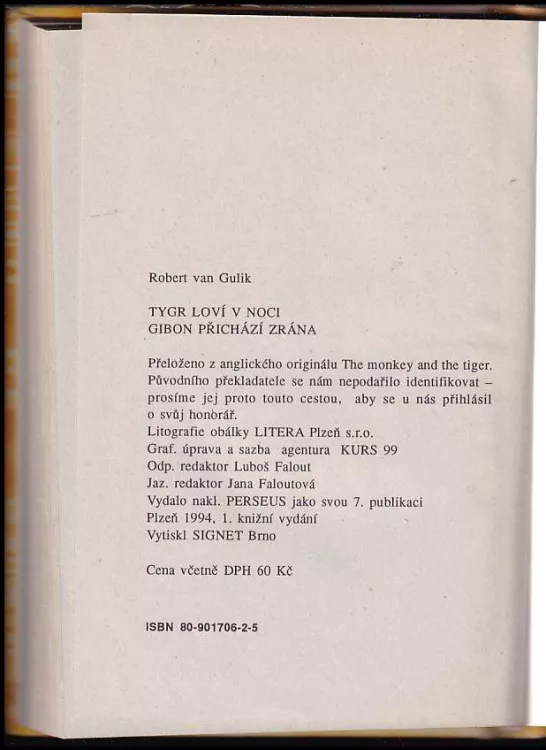 Robert van Gulik
TYGR LOVÍ V NOCI
GIBON PŘICHÁZÍ ZRÁNA
Přeloženo z anglického originálu The monkey and the tiger.
Původního překladatele se nám nepodařilo identifikovat –
prosíme jej proto touto cestou, aby se u nás přihlásil
o svůj honorář.
Litografie obálky LITERA Plzeň s.r.o.
Graf. úprava a sazba agentura KURS 99
Odp. redaktor Luboš Falout
Jaz. redaktor Jana Faloutová
Vydalo nakl. PERSEUS jako svou 7. publikaci
Plzeň 1994, 1. knižní vydání
Vytiskl SIGNET Brno
Cena včetně DPH 60 Kč
ISBN 80-901706-2-5